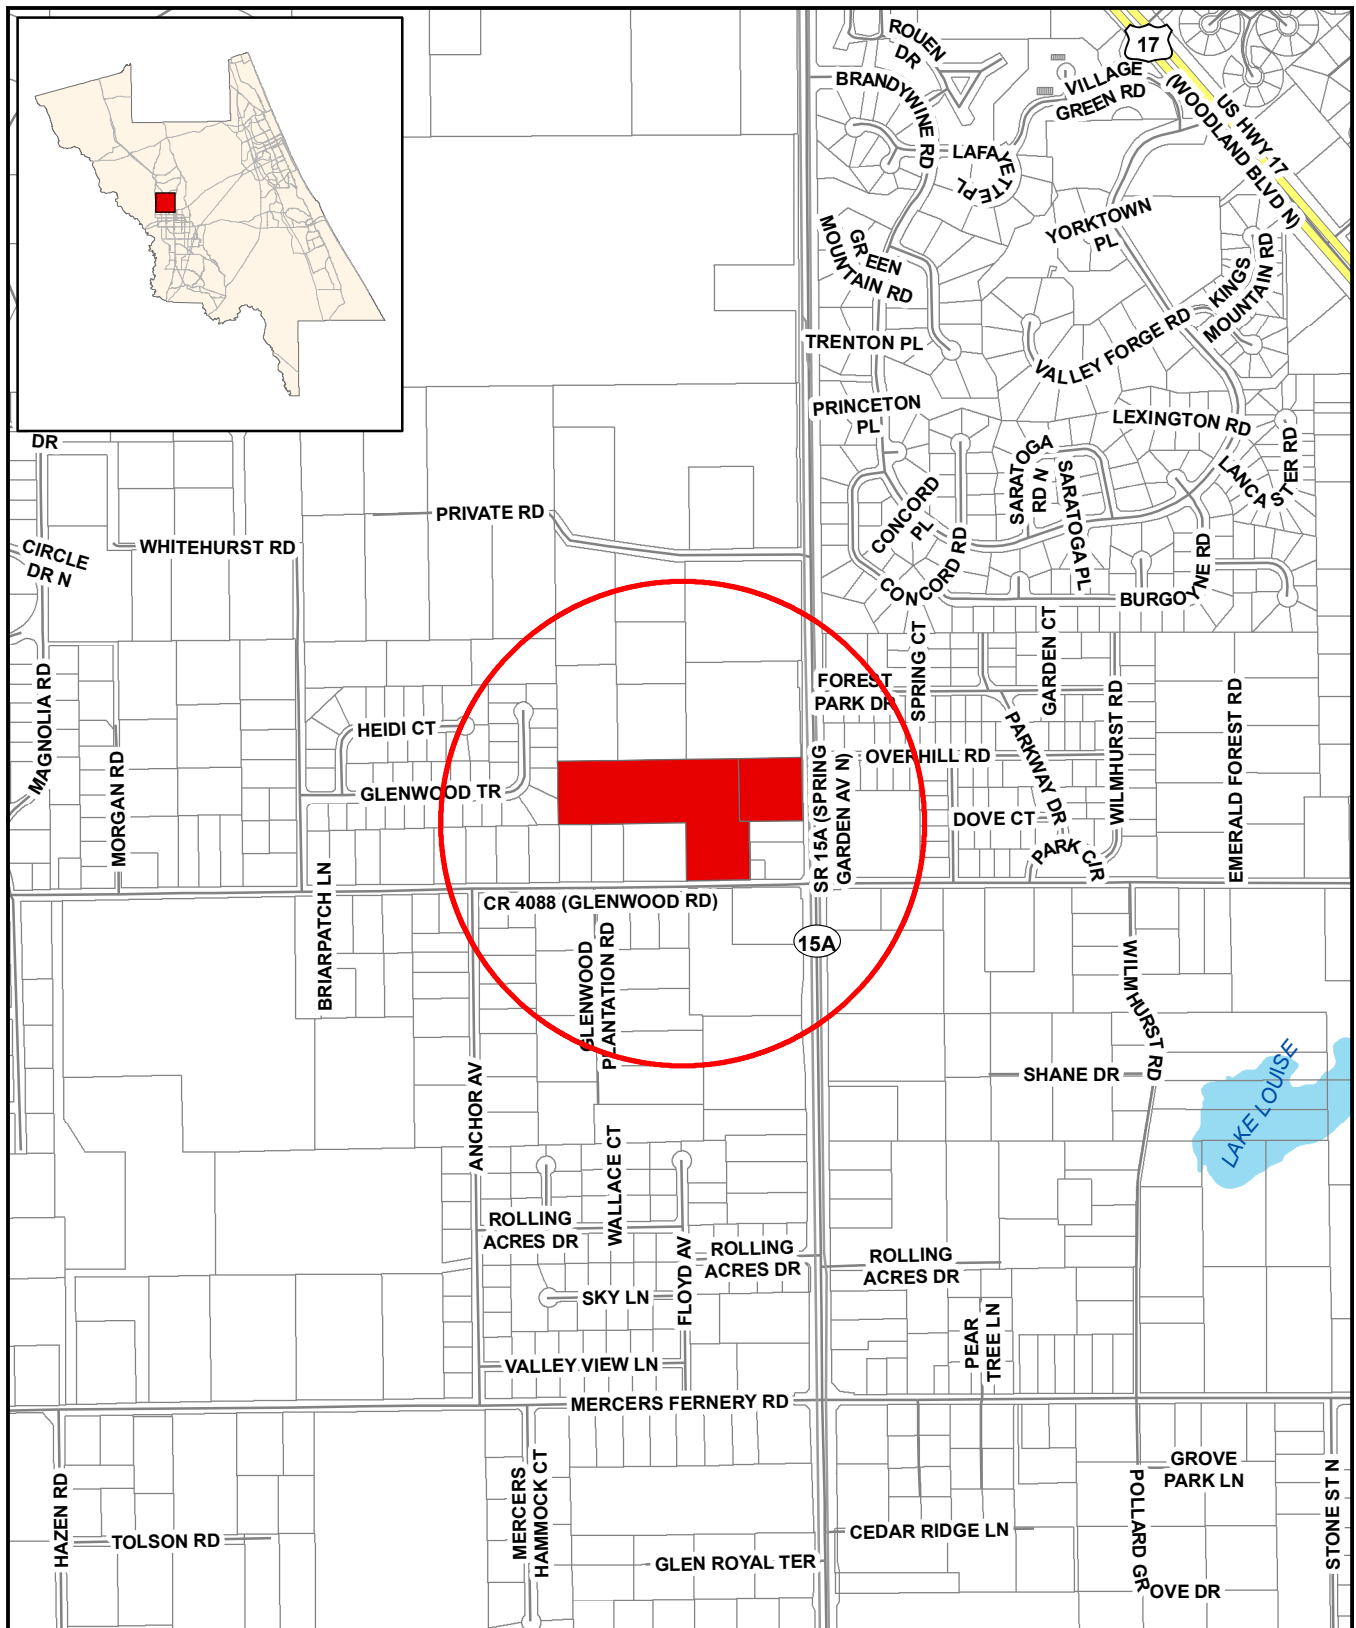 ROUEN
DR
17
BRANDYWINE RD
VILLAGE
GREEN RD
US HWY 17
(WOODLAND BLVD N)
LAFAYETTE PL
YORKTOWN
PL
GREEN
MOUNTAIN RD
KINGS
MOUNTAIN RD
TRENTON PL
VALLEY FORGE RD
PRINCETON
PL
LEXINGTON RD
DR
SARATOGA
RD N
SARATOGA PL
LANCASTER RD
CONCORD
PL
PRIVATE RD
CIRCLE
DR N
WHITEHURST RD
CONCORD RD
BURGOYNE RD
SPRING CT
GARDEN CT
MAGNOLIA RD
FOREST
PARK DR
WILMHURST RD
EMERALD FOREST RD
HEIDI CT
PARKWAY DR
MORGAN RD
OVERHILL RD
GLENWOOD TR
SR 15A (SPRING
GARDEN AV N)
DOVE CT
PARK CIR
BRIARPATCH LN
CR 4088 (GLENWOOD RD)
15A
GLENWOOD
PLANTATION RD
WILMHURST RD
ANCHOR AV
SHANE DR
LAKE LOUISE
WALLACE CT
ROLLING
ACRES DR
FLOYD AV
ROLLING
ACRES DR
ROLLING
ACRES DR
SKY LN
PEAR
TREE LN
VALLEY VIEW LN
MERCERS FERNERY RD
HAZEN RD
MERCERS
HAMMOCK CT
GROVE
PARK LN
POLLARD GROVE DR
STONE ST N
TOLSON RD
CEDAR RIDGE LN
GLEN ROYAL TER